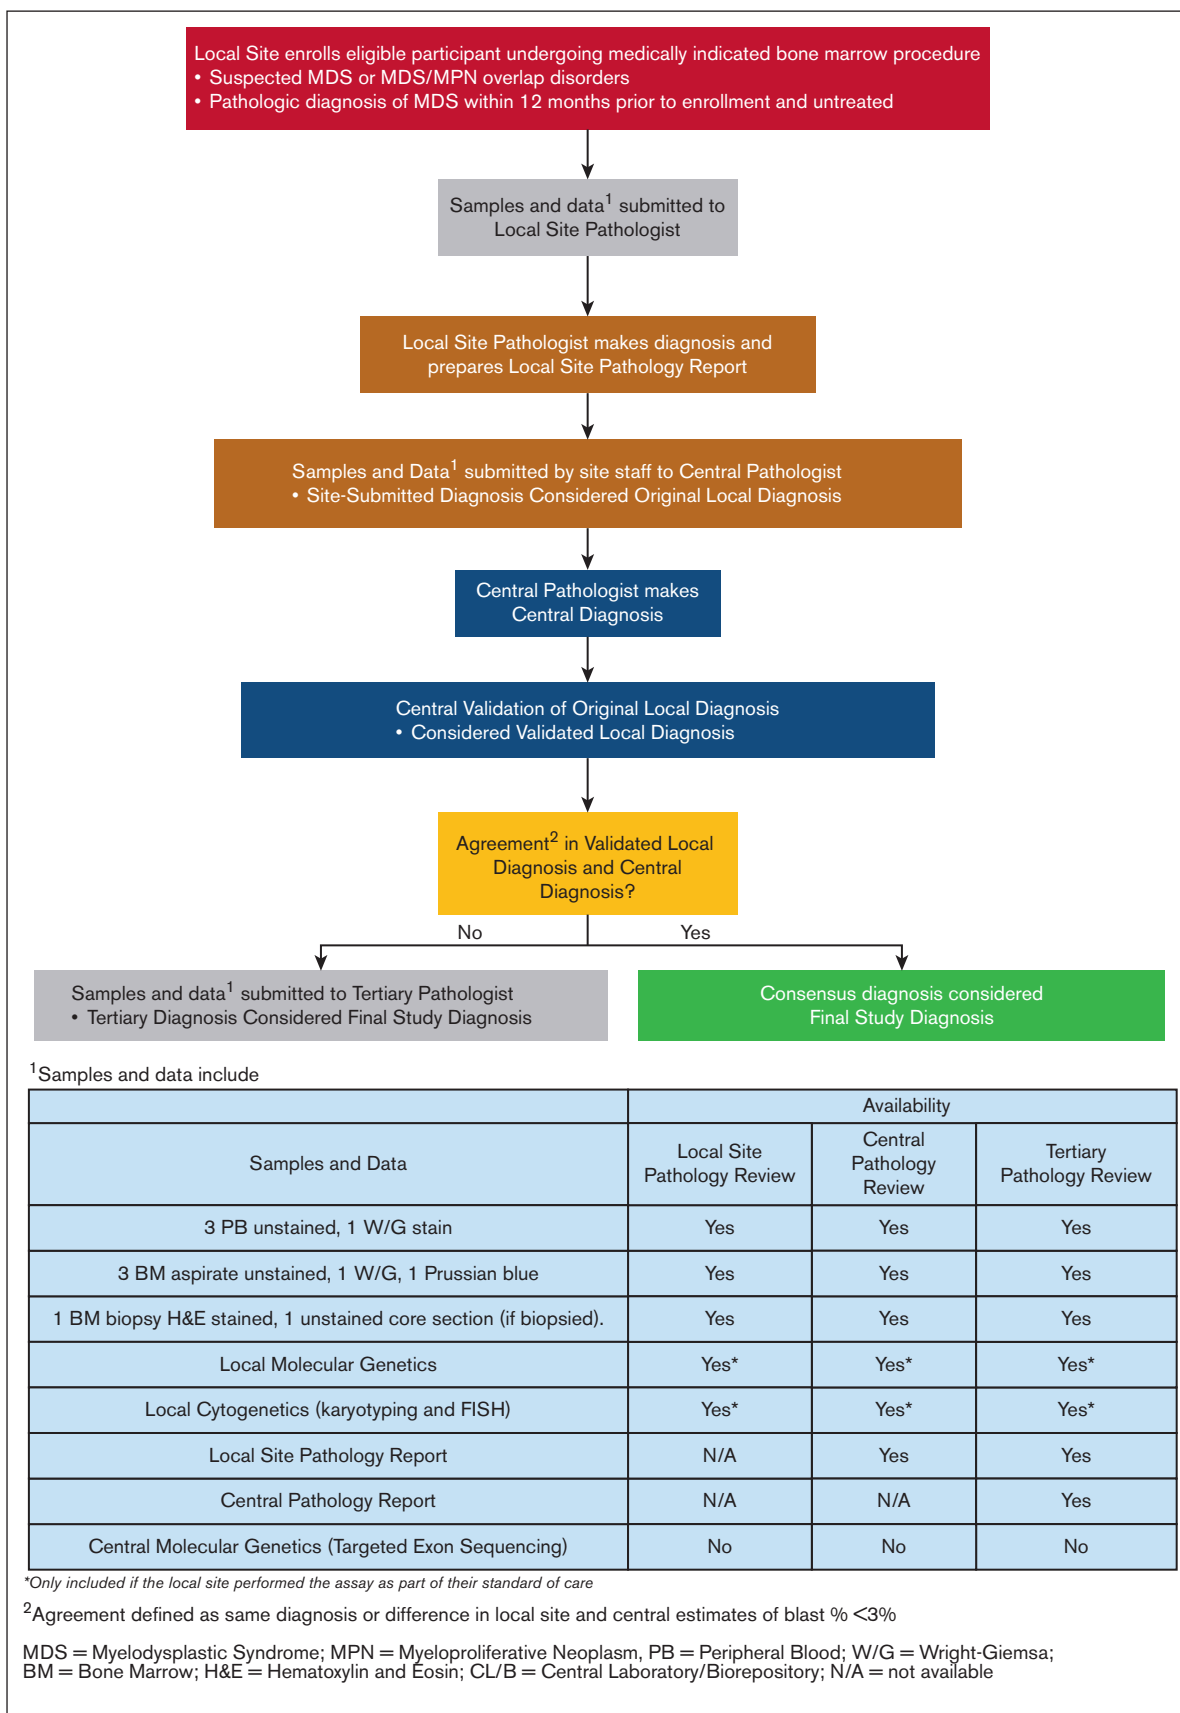 Local Site enrolls eligible participant undergoing medically indicated bone marrow procedure
• Suspected MDS or MDS/MPN overlap disorders
• Pathologic diagnosis of MDS within 12 months prior to enrollment and untreated
Samples and data1 submitted to
Local Site Pathologist
Local Site Pathologist makes diagnosis and
prepares Local Site Pathology Report
Samples and Data1 submitted by site staff to Central Pathologist
• Site-Submitted Diagnosis Considered Original Local Diagnosis
Central Pathologist makes
Central Diagnosis
Central Validation of Original Local Diagnosis
• Considered Validated Local Diagnosis
Agreement2 in Validated Local
Diagnosis and Central
Diagnosis?
No Yes
Samples and data1 submitted to Tertiary Pathologist
• Tertiary Diagnosis Considered Final Study Diagnosis
Consensus diagnosis considered
Final Study Diagnosis
1Samples and data include
Availability
Samples and Data
Local Site
Pathology Review
Central
Pathology
Review
Tertiary
Pathology Review
3 PB unstained, 1 W/G stain Yes Yes Yes
3 BM aspirate unstained, 1 W/G, 1 Prussian blue Yes Yes Yes
1 BM biopsy H&E stained, 1 unstained core section (if biopsied). Yes Yes Yes
Local Molecular Genetics Yes* Yes* Yes*
Local Cytogenetics (karyotyping and FISH) Yes* Yes* Yes*
Local Site Pathology Report N/A Yes Yes
Central Pathology Report N/A N/A Yes
Central Molecular Genetics (Targeted Exon Sequencing) No No No
*Only included if the local site performed the assay as part of their standard of care
2Agreement defined as same diagnosis or difference in local site and central estimates of blast % <3%
MDS = Myelodysplastic Syndrome; MPN = Myeloproliferative Neoplasm, PB = Peripheral Blood; W/G = Wright-Giemsa;
BM = Bone Marrow; H&E = Hematoxylin and Eosin; CL/B = Central Laboratory/Biorepository; N/A = not available